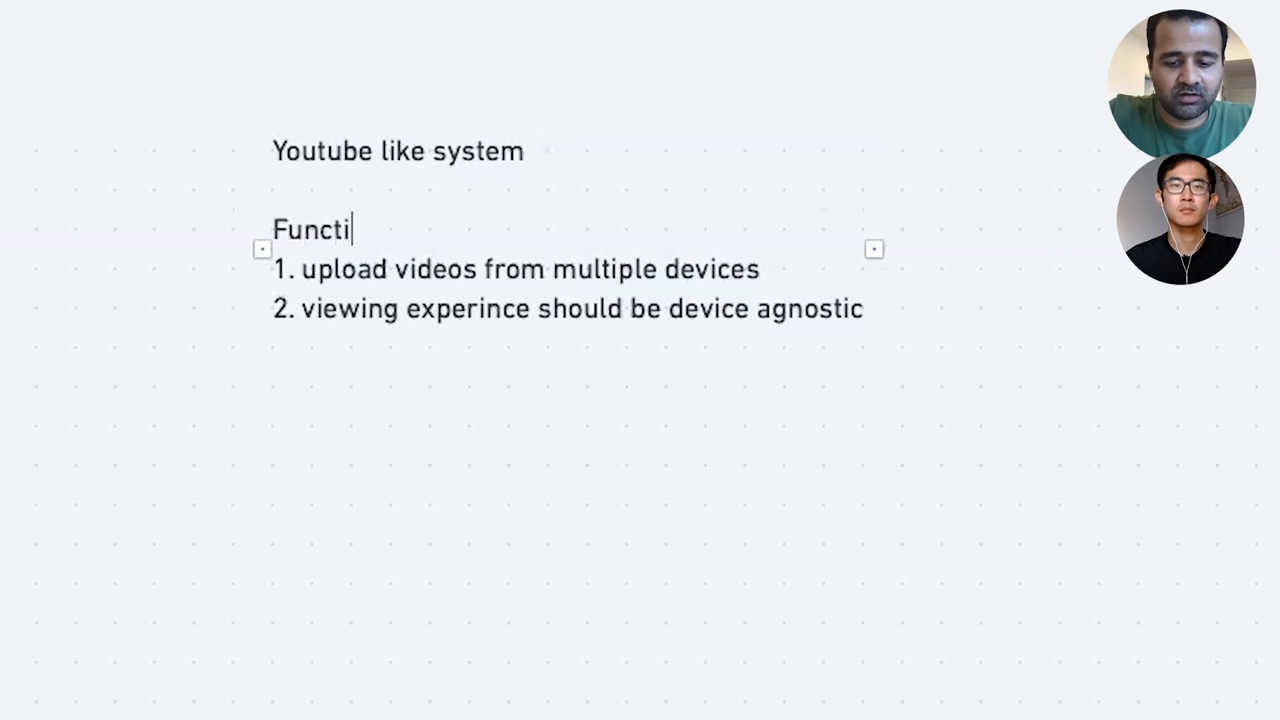 Youtube like system
Functi
1. upload videos from multiple devices
2. viewing experince should be device agnostic